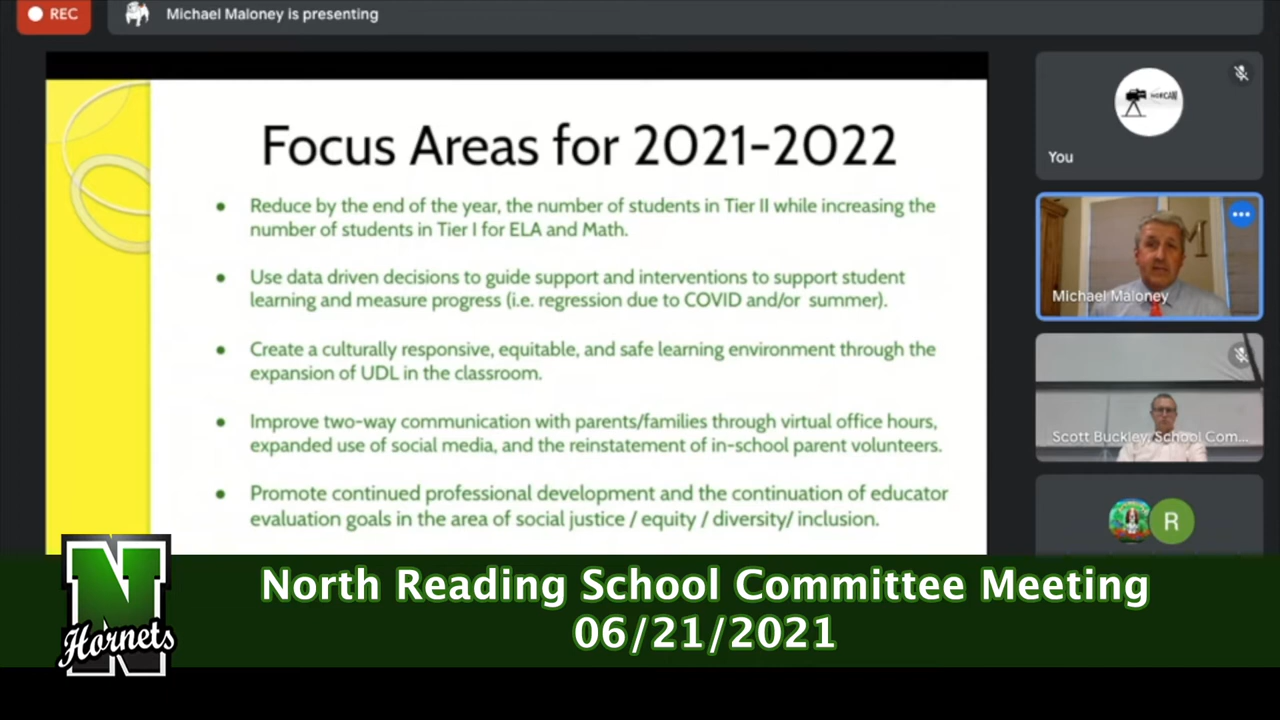 REC
Michael Maloney is presenting
Focus Areas for 2021-2022
• Reduce by the end of the year, the number of students in Tier II while increasing the
number of students in Tier I for ELA and Math.
• Use data driven decisions to guide support and interventions to support student
learning and measure progress (i.e. regression due to COVID and/or summer).
• Create a culturally responsive, equitable, and safe learning environment through the
expansion of UDL in the classroom.
• Improve two-way communication with parents/families through virtual office hours,
expanded use of social media, and the reinstatement of in-school parent volunteers.
• Promote continued professional development and the continuation of educator
evaluation goals in the area of social justice / equity / diversity/ inclusion.
NORCAM
You
M
Michael Maloney
Scott Buckley, School Com...
R
N
Hornets
North Reading School Committee Meeting
06/21/2021